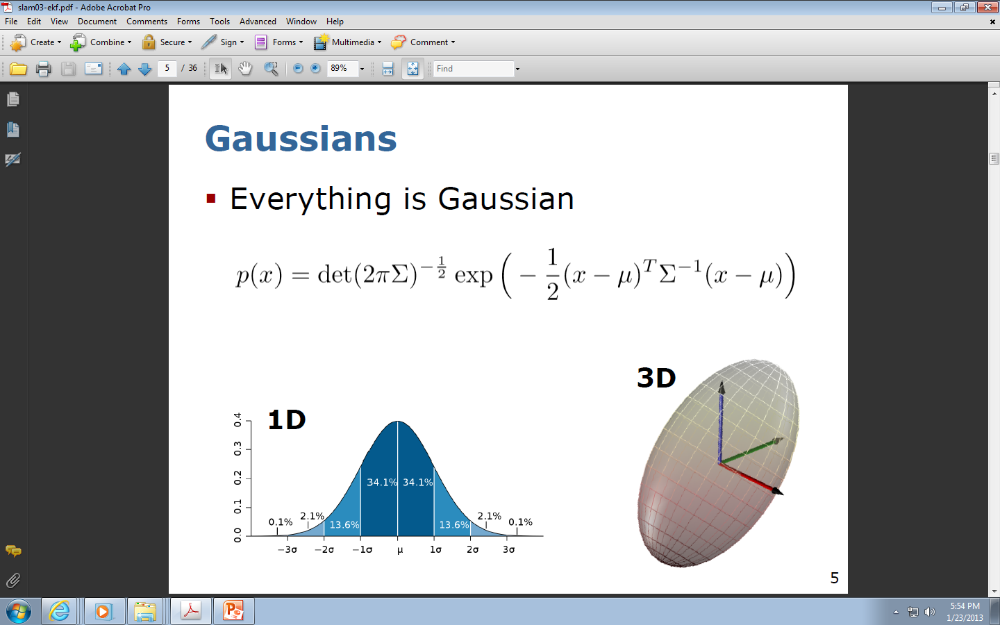 slam03-ekf.pdf - Adobe Acrobat Pro
File Edit View Document Comments Forms Tools Advanced Window Help
Create Combine Secure Sign Forms Multimedia Comment
5 / 36 89% Find
Gaussians
Everything is Gaussian
p(x) = det(2πΣ)^{-\frac{1}{2}} exp ( - \frac{1}{2} (x − μ)^T Σ^{-1} (x − μ) )
3D
1D
0.4
0.3
0.2
0.1
0.0
34.1% 34.1%
0.1% 2.1% 13.6% 13.6% 2.1% 0.1%
−3σ −2σ −1σ μ 1σ 2σ 3σ
5
5:54 PM
1/23/2013